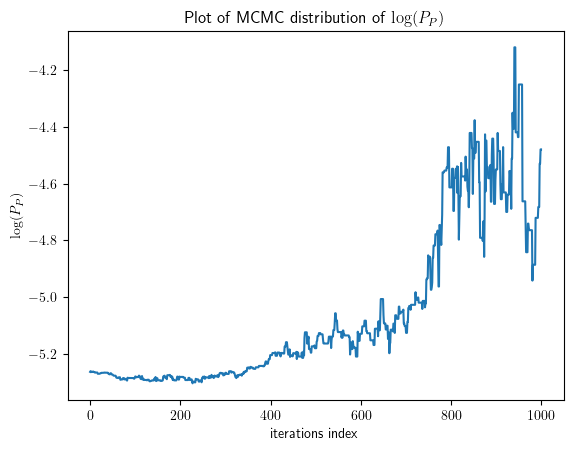 Plot of MCMC distribution of log(P_P)
−4.2
−4.4
−4.6
−4.8
−5.0
−5.2
log(P_P)
0 200 400 600 800 1000
iterations index